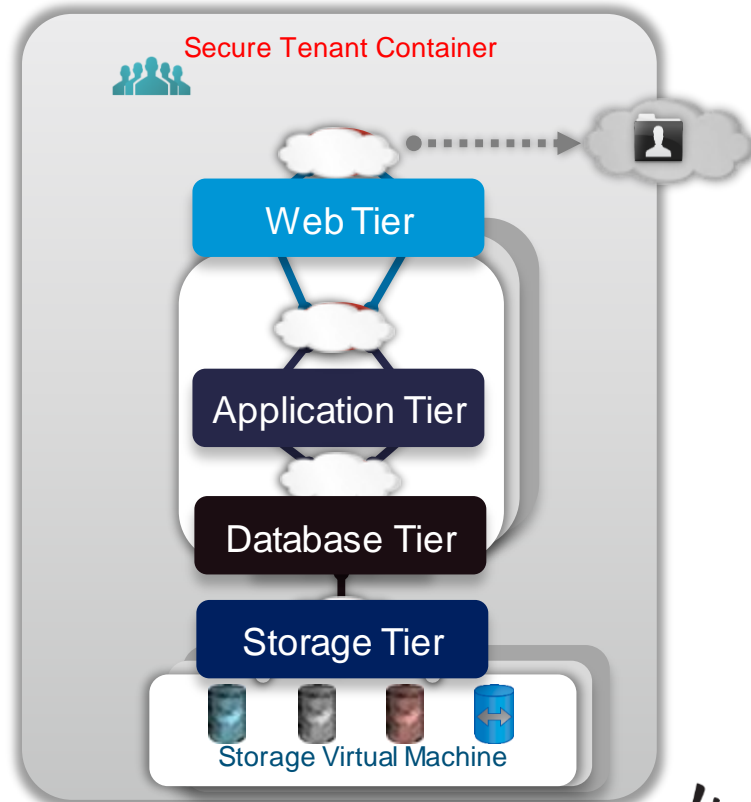 Secure Tenant Container
Web Tier
Application Tier
Database Tier
Storage Tier
Storage Virtual Machine